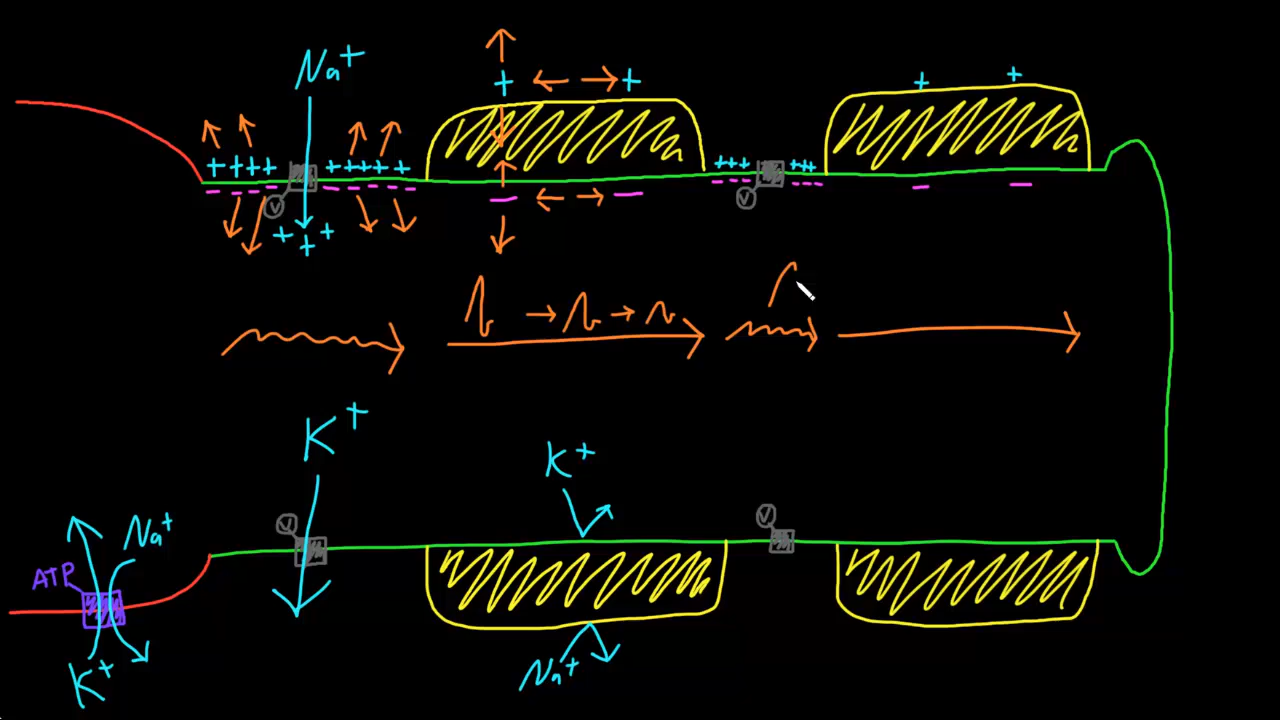 Na+
+ +
+ +
++++ +++++ +++ +++
V V
+++
K+
K+
V V
Na+
ATP
K+
Na+